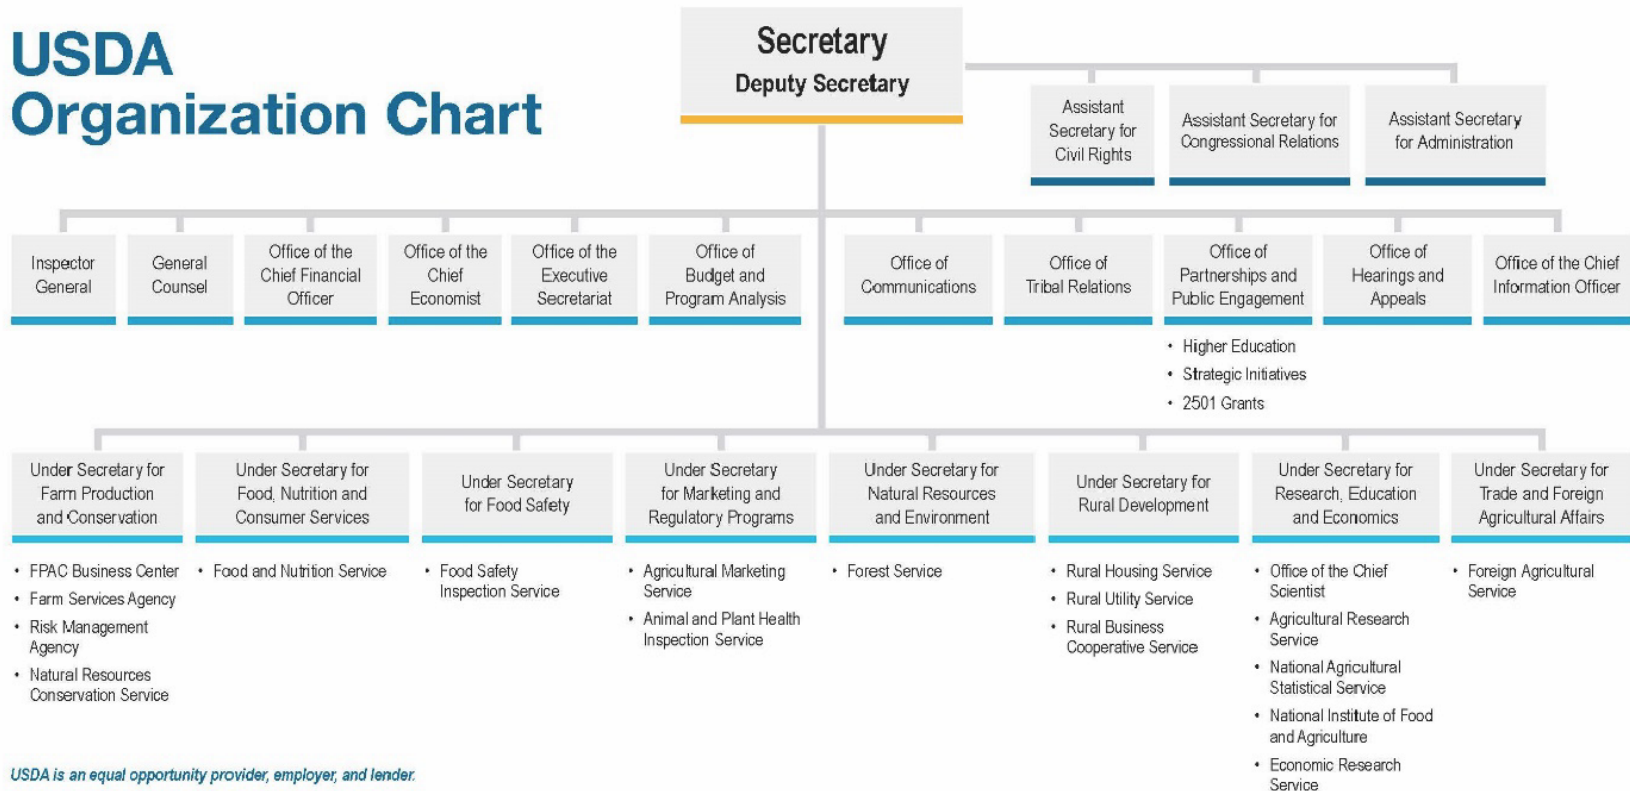 USDA
Organization Chart
Secretary
Deputy Secretary
Assistant
Secretary for
Civil Rights
Assistant Secretary for
Congressional Relations
Assistant Secretary
for Administration
Inspector
General
General
Counsel
Office of the
Chief Financial
Officer
Office of the
Chief
Economist
Office of the
Executive
Secretariat
Office of
Budget and
Program Analysis
Office of
Communications
Office of
Tribal Relations
Office of
Partnerships and
Public Engagement
• Higher Education
• Strategic Initiatives
• 2501 Grants
Office of
Hearings and
Appeals
Office of the Chief
Information Officer
Under Secretary for
Farm Production
and Conservation
• FPAC Business Center
• Farm Services Agency
• Risk Management
Agency
• Natural Resources
Conservation Service
Under Secretary for
Food, Nutrition and
Consumer Services
• Food and Nutrition Service
Under Secretary
for Food Safety
• Food Safety
Inspection Service
Under Secretary
for Marketing and
Regulatory Programs
• Agricultural Marketing
Service
• Animal and Plant Health
Inspection Service
Under Secretary for
Natural Resources
and Environment
• Forest Service
Under Secretary for
Rural Development
• Rural Housing Service
• Rural Utility Service
• Rural Business
Cooperative Service
Under Secretary for
Research, Education
and Economics
• Office of the Chief
Scientist
• Agricultural Research
Service
• National Agricultural
Statistical Service
• National Institute of Food
and Agriculture
• Economic Research
Service
Under Secretary for
Trade and Foreign
Agricultural Affairs
• Foreign Agricultural
Service
USDA is an equal opportunity provider, employer, and lender.